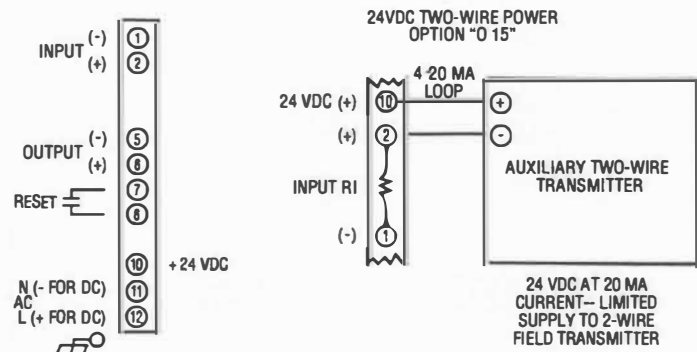 24VDC TWO-WIRE POWER
OPTION "O 15"
INPUT (-) 1
(+) 2
OUTPUT (-) 5
(+) 6
RESET 7
6
10 +24 VDC
N (- FOR DC) 11
AC
L (+ FOR DC) 12
4-20 MA
LOOP
24 VDC (+) 10 +
(+) 2 -
INPUT RI
(-) 1
AUXILIARY TWO-WIRE
TRANSMITTER
24 VDC AT 20 MA
CURRENT-- LIMITED
SUPPLY TO 2-WIRE
FIELD TRANSMITTER